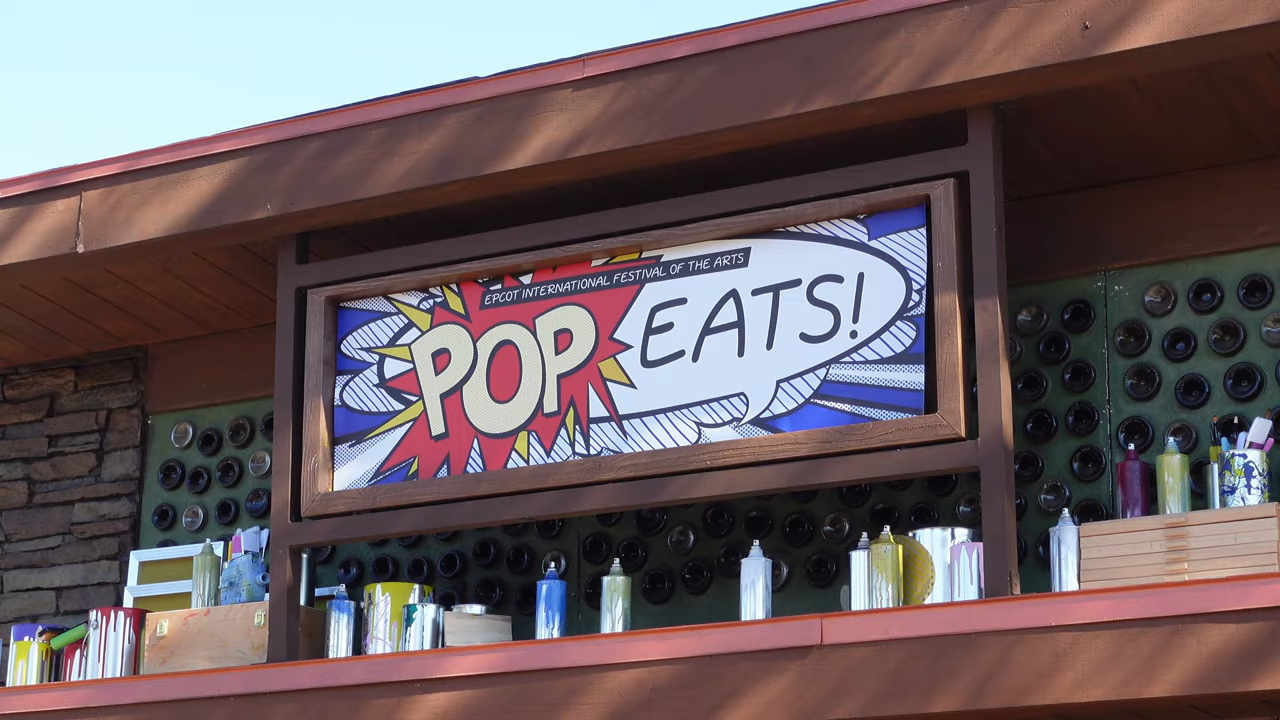 EPCOT INTERNATIONAL FESTIVAL OF THE ARTS
POP EATS!